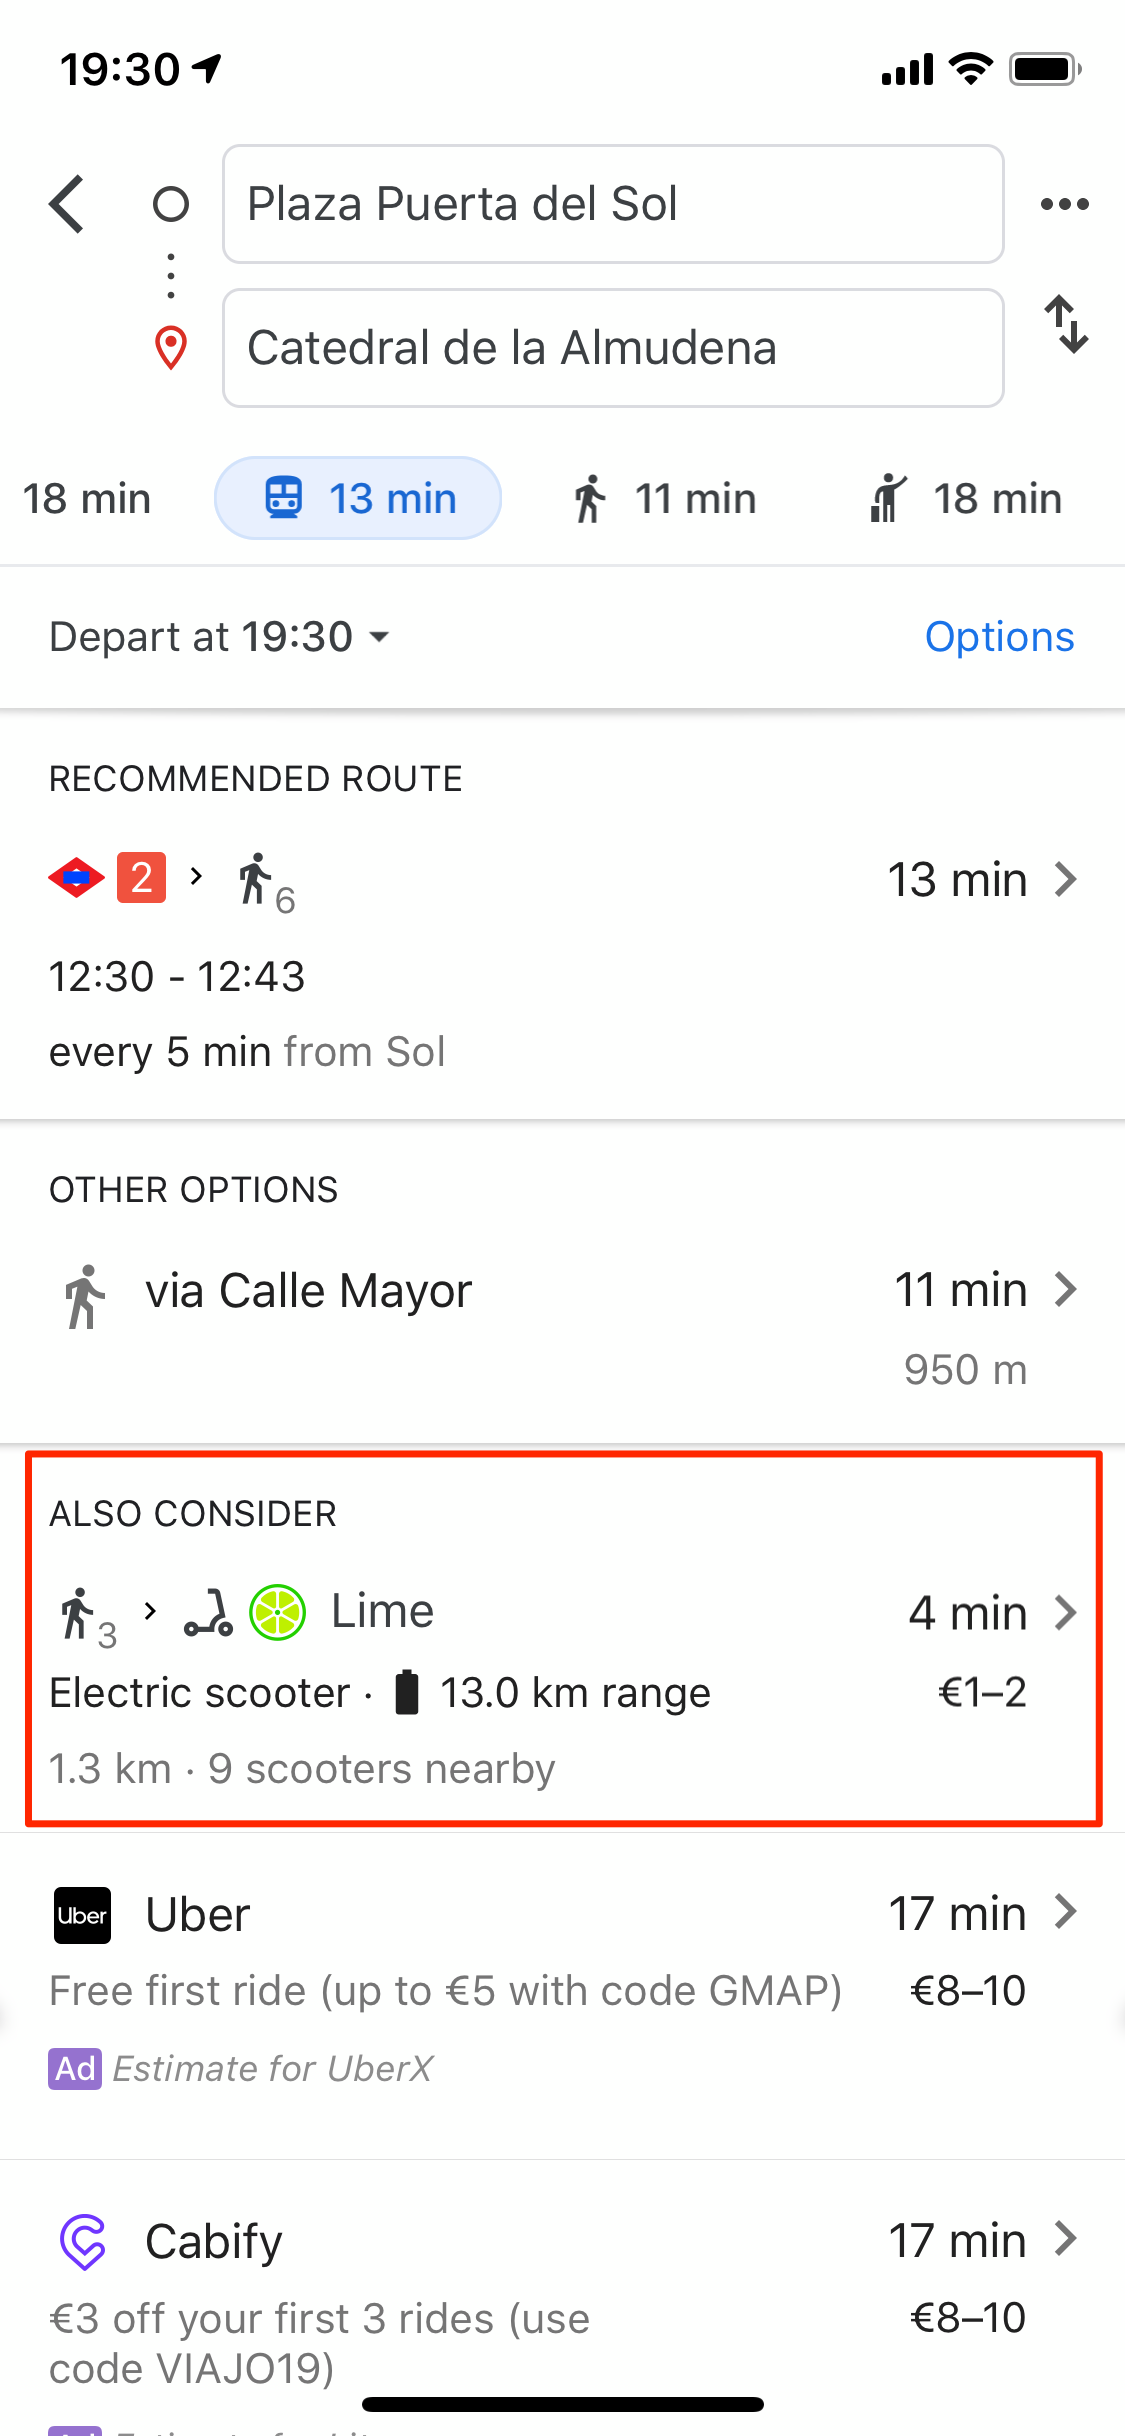 19:30
Plaza Puerta del Sol
Catedral de la Almudena
18 min 13 min 11 min 18 min
Depart at 19:30 Options
RECOMMENDED ROUTE
2 6 13 min
12:30 - 12:43
every 5 min from Sol
OTHER OPTIONS
via Calle Mayor 11 min
950 m
ALSO CONSIDER
3 Lime 4 min
Electric scooter · 13.0 km range €1–2
1.3 km · 9 scooters nearby
Uber Uber 17 min
Free first ride (up to €5 with code GMAP) €8–10
Ad Estimate for UberX
Cabify 17 min
€3 off your first 3 rides (use €8–10
code VIAJO19)